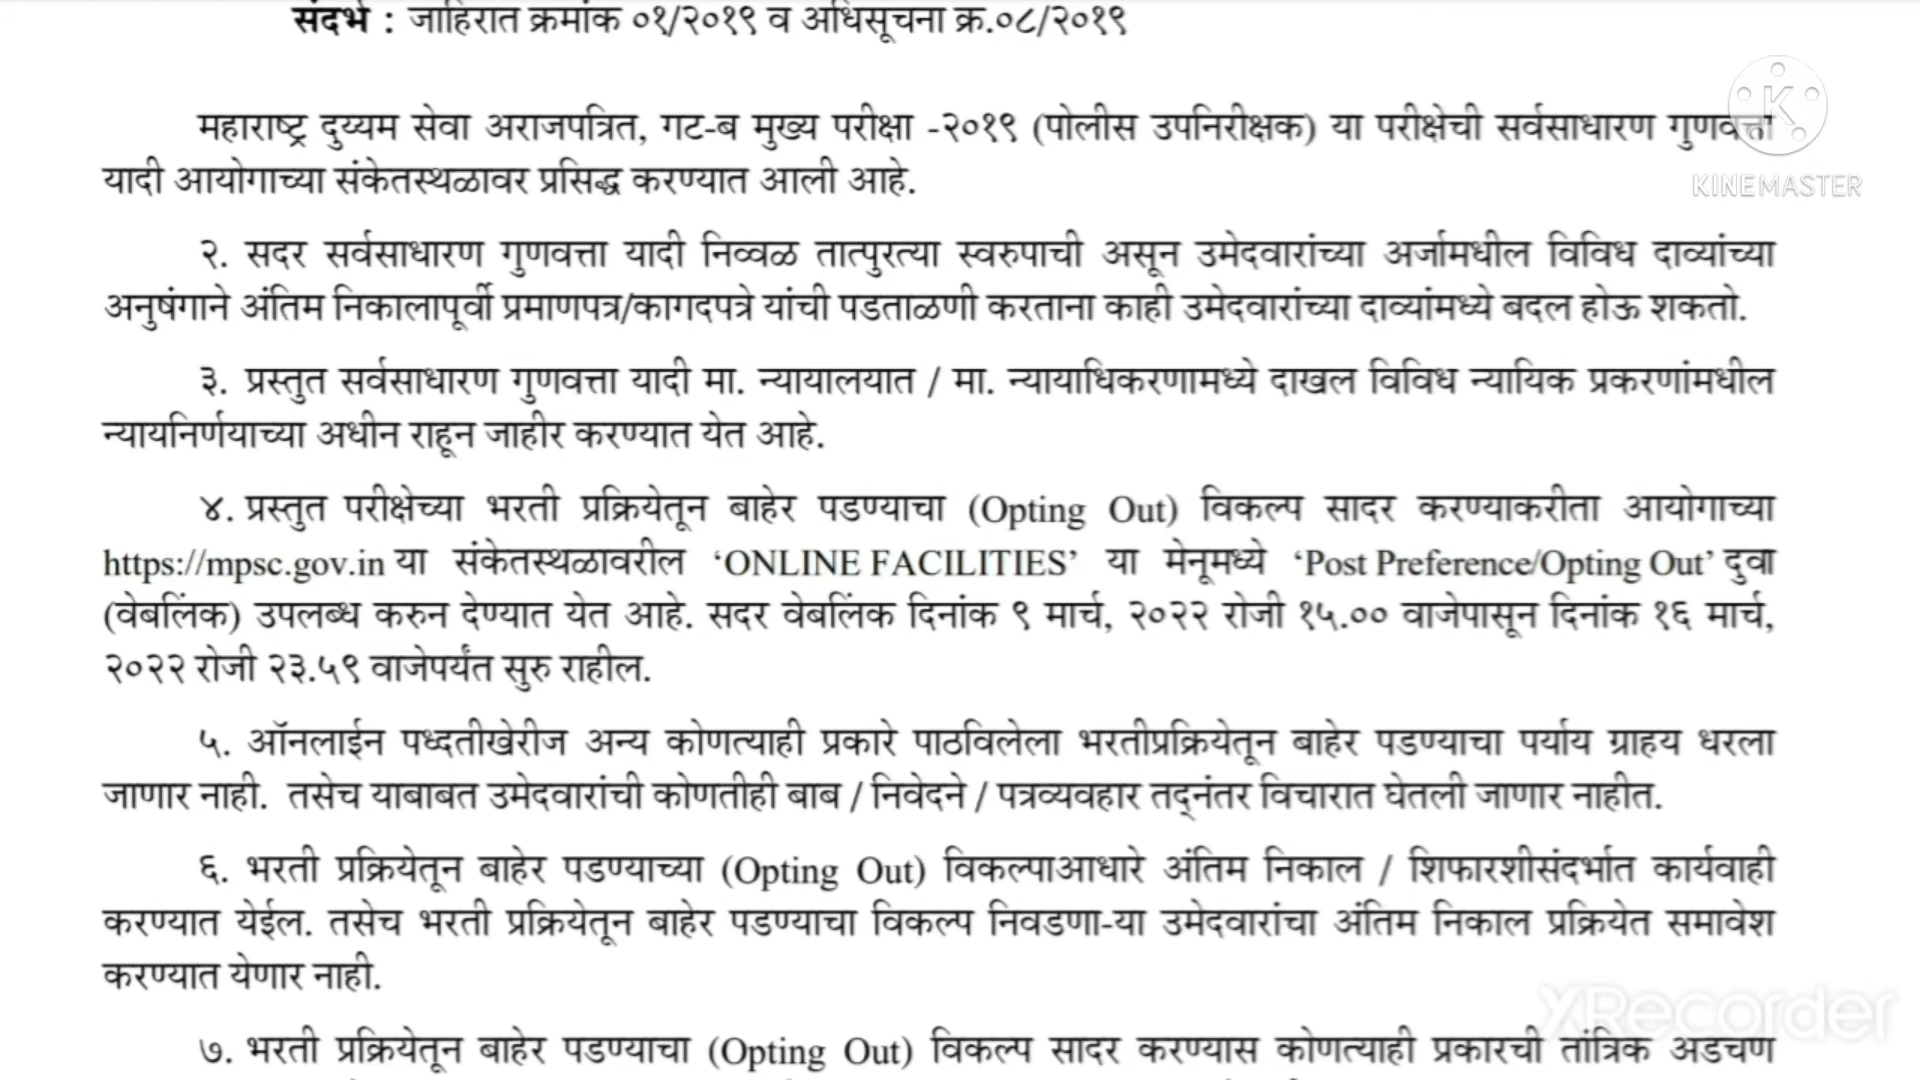 संदर्भ : जाहिरात क्रमांक ०१/२०१९ व अधिसूचना क्र.०८/२०१९
महाराष्ट्र दुय्यम सेवा अराजपत्रित, गट-ब मुख्य परीक्षा -२०१९ (पोलीस उपनिरीक्षक) या परीक्षेची सर्वसाधारण गुणवत्ता
यादी आयोगाच्या संकेतस्थळावर प्रसिद्ध करण्यात आली आहे.
KINEMASTER
२. सदर सर्वसाधारण गुणवत्ता यादी निव्वळ तात्पुरत्या स्वरुपाची असून उमेदवारांच्या अर्जामधील विविध दाव्यांच्या
अनुषंगाने अंतिम निकालापूर्वी प्रमाणपत्र/कागदपत्रे यांची पडताळणी करताना काही उमेदवारांच्या दाव्यांमध्ये बदल होऊ शकतो.
३. प्रस्तुत सर्वसाधारण गुणवत्ता यादी मा. न्यायालयात / मा. न्यायाधिकरणामध्ये दाखल विविध न्यायिक प्रकरणांमधील
न्यायनिर्णयाच्या अधीन राहून जाहीर करण्यात येत आहे.
४. प्रस्तुत परीक्षेच्या भरती प्रक्रियेतून बाहेर पडण्याचा (Opting Out) विकल्प सादर करण्याकरीता आयोगाच्या
https://mpsc.gov.in या संकेतस्थळावरील ‘ONLINE FACILITIES’ या मेनूमध्ये ‘Post Preference/Opting Out’ दुवा
(वेबलिंक) उपलब्ध करुन देण्यात येत आहे. सदर वेबलिंक दिनांक ९ मार्च, २०२२ रोजी १५.०० वाजेपासून दिनांक १६ मार्च,
२०२२ रोजी २३.५९ वाजेपर्यंत सुरु राहील.
५. ऑनलाईन पध्दतीखेरीज अन्य कोणत्याही प्रकारे पाठविलेला भरतीप्रक्रियेतून बाहेर पडण्याचा पर्याय ग्राहय धरला
जाणार नाही. तसेच याबाबत उमेदवारांची कोणतीही बाब / निवेदने / पत्रव्यवहार तद्नंतर विचारात घेतली जाणार नाहीत.
६. भरती प्रक्रियेतून बाहेर पडण्याच्या (Opting Out) विकल्पाआधारे अंतिम निकाल / शिफारशीसंदर्भात कार्यवाही
करण्यात येईल. तसेच भरती प्रक्रियेतून बाहेर पडण्याचा विकल्प निवडणा-या उमेदवारांचा अंतिम निकाल प्रक्रियेत समावेश
करण्यात येणार नाही.
XRecorder
७. भरती प्रक्रियेतून बाहेर पडण्याचा (Opting Out) विकल्प सादर करण्यास कोणत्याही प्रकारची तांत्रिक अडचण